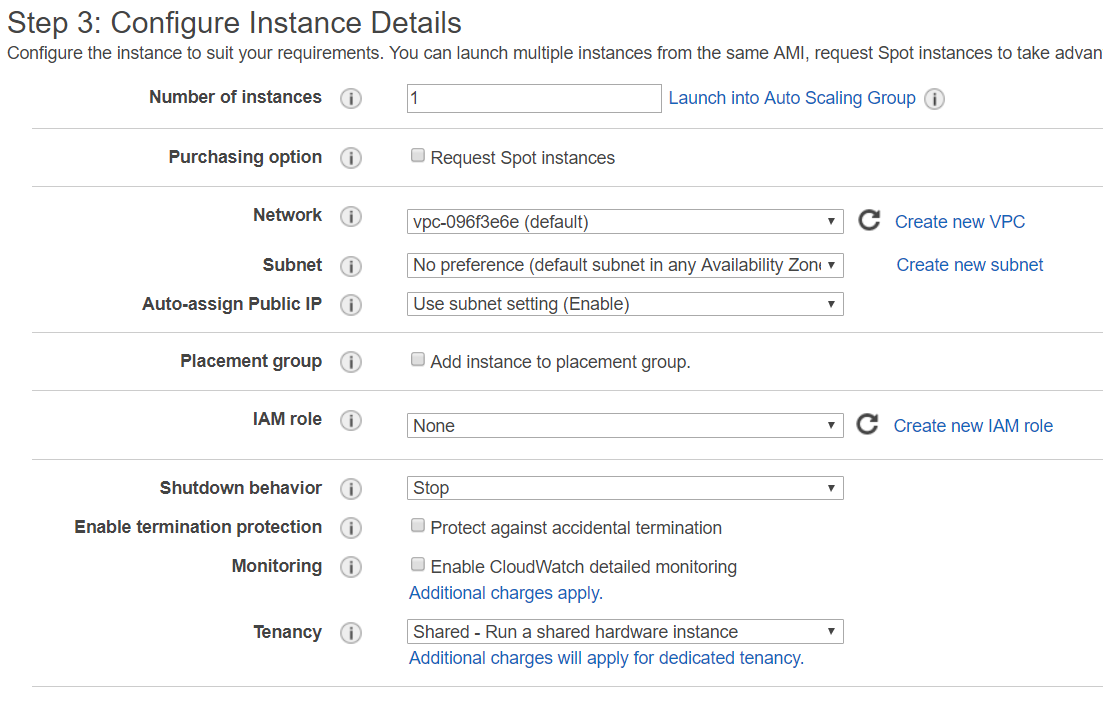 Step 3: Configure Instance Details
Configure the instance to suit your requirements. You can launch multiple instances from the same AMI, request Spot instances to take advan
Number of instances i 1 Launch into Auto Scaling Group i
Purchasing option i Request Spot instances
Network i vpc-096f3e6e (default) Create new VPC
Subnet i No preference (default subnet in any Availability Zone Create new subnet
Auto-assign Public IP i Use subnet setting (Enable)
Placement group i Add instance to placement group.
IAM role i None Create new IAM role
Shutdown behavior i Stop
Enable termination protection i Protect against accidental termination
Monitoring i Enable CloudWatch detailed monitoring
Additional charges apply.
Tenancy i Shared - Run a shared hardware instance
Additional charges will apply for dedicated tenancy.